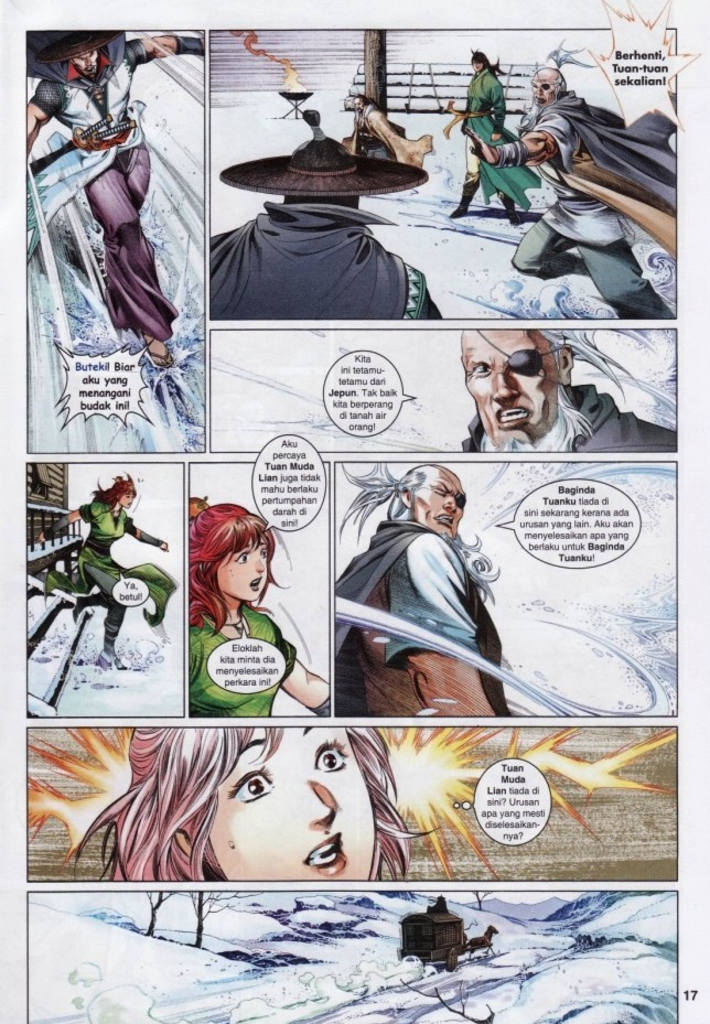 Berhenti,
Tuan-tuan
sekalian!
Buteki! Biar
aku yang
menangani
budak ini!
Kita
ini tetamu-
tetamu dari
Jepun. Tak baik
kita berperang
di tanah air
orang!
Ya,
betul!
Aku
percaya
Tuan Muda
Lian juga tidak
mahu berlaku
pertumpahan
darah di
sini!
Eloklah
kita minta dia
menyelesaikan
perkara ini!
Baginda
Tuanku tiada di
sini sekarang kerana ada
urusan yang lain. Aku akan
menyelesaikan apa yang
berlaku untuk Baginda
Tuanku!
Tuan
Muda
Lian tiada di
sini? Urusan
apa yang mesti
diselesaikan-
nya?
17